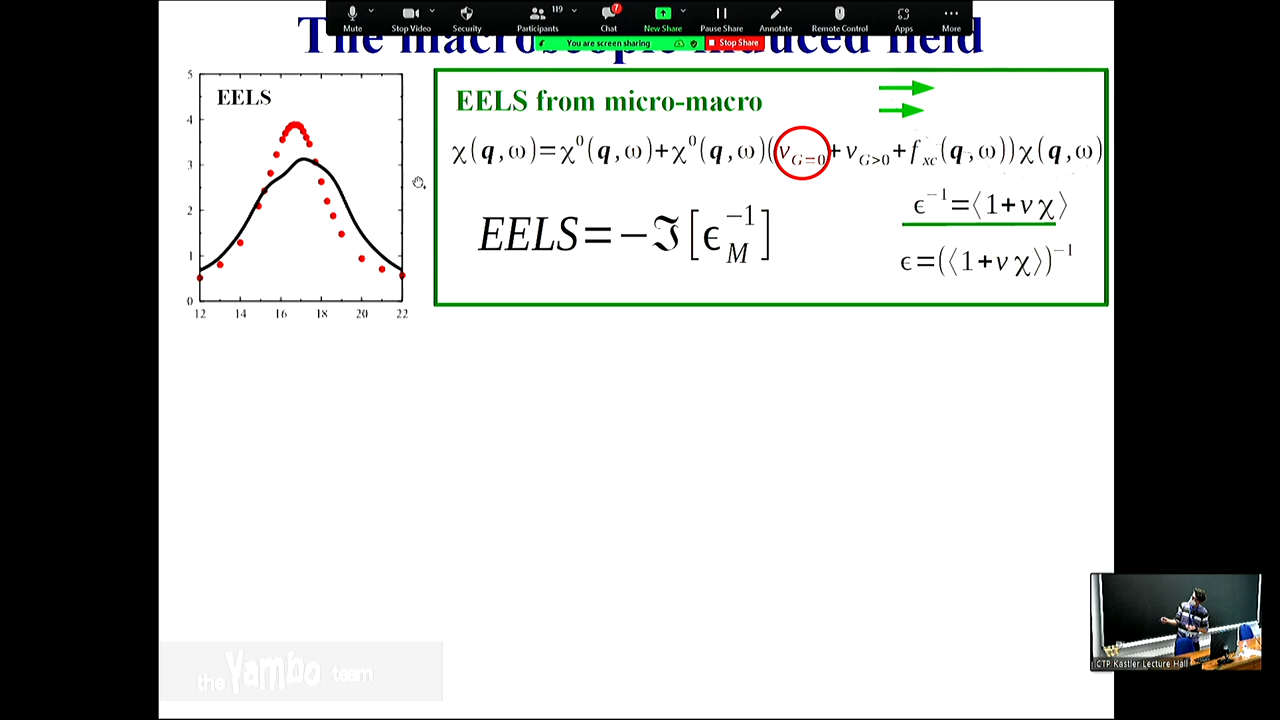 Mute
Stop Video
Security
119
Participants
7
Chat
New Share
Pause Share
Annotate
Remote Control
Apps
More
You are screen sharing
Stop Share
The macroscopic induced field
EELS
5
4
3
2
1
0
12 14 16 18 20 22
EELS from micro-macro
χ(q,ω)=χ⁰(q,ω)+χ⁰(q,ω)(v_{G=0}+v_{G>0}+f_{xc}(q,ω))χ(q,ω)
ϵ⁻¹=⟨1+vχ⟩
EELS=−ℑ[ϵ_M^{−1}]
ϵ=(⟨1+vχ⟩)⁻¹
the Yambo team
ICTP Kastler Lecture Hall